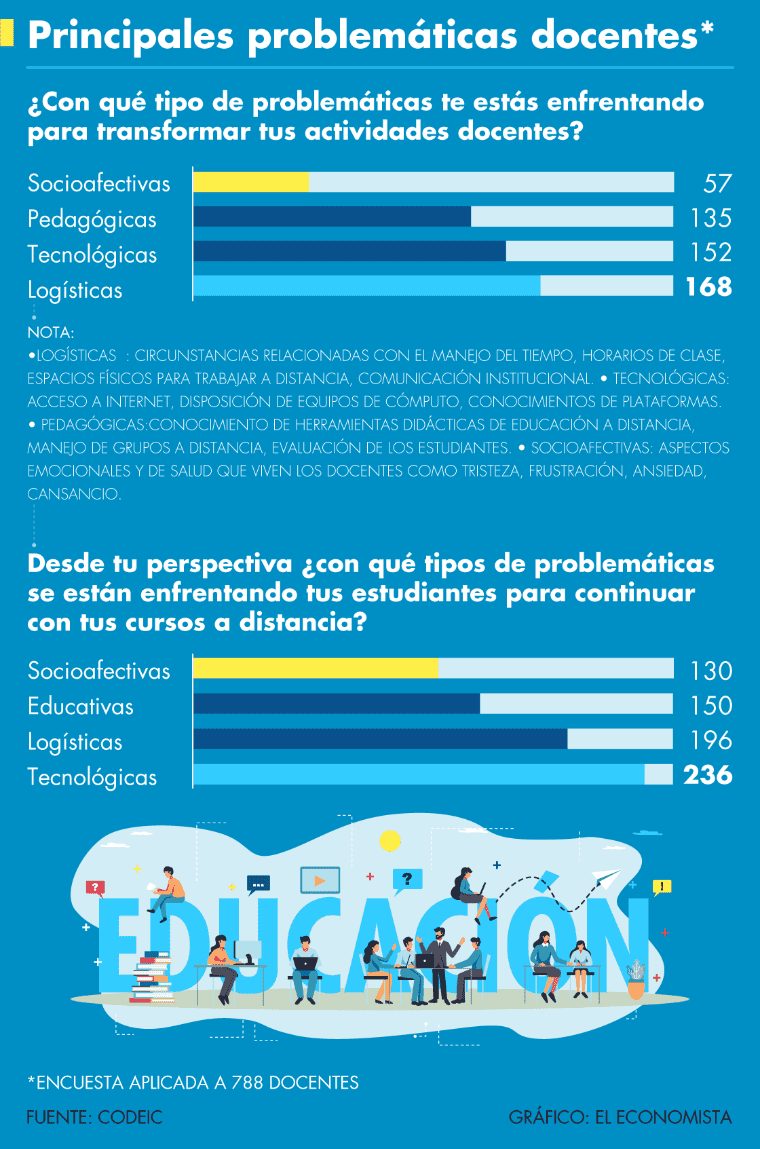 Principales problemáticas docentes*
¿Con qué tipo de problemáticas te estás enfrentando
para transformar tus actividades docentes?
Socioafectivas 57
Pedagógicas 135
Tecnológicas 152
Logísticas 168
NOTA:
•LOGÍSTICAS : CIRCUNSTANCIAS RELACIONADAS CON EL MANEJO DEL TIEMPO, HORARIOS DE CLASE,
ESPACIOS FÍSICOS PARA TRABAJAR A DISTANCIA, COMUNICACIÓN INSTITUCIONAL. • TECNOLÓGICAS:
ACCESO A INTERNET, DISPOSICIÓN DE EQUIPOS DE CÓMPUTO, CONOCIMIENTOS DE PLATAFORMAS.
• PEDAGÓGICAS:CONOCIMIENTO DE HERRAMIENTAS DIDÁCTICAS DE EDUCACIÓN A DISTANCIA,
MANEJO DE GRUPOS A DISTANCIA, EVALUACIÓN DE LOS ESTUDIANTES. • SOCIOAFECTIVAS: ASPECTOS
EMOCIONALES Y DE SALUD QUE VIVEN LOS DOCENTES COMO TRISTEZA, FRUSTRACIÓN, ANSIEDAD,
CANSANCIO.
Desde tu perspectiva ¿con qué tipos de problemáticas
se están enfrentando tus estudiantes para continuar
con tus cursos a distancia?
Socioafectivas 130
Educativas 150
Logísticas 196
Tecnológicas 236
? ... ? !
EDUCACIÓN
*ENCUESTA APLICADA A 788 DOCENTES
FUENTE: CODEIC GRÁFICO: EL ECONOMISTA